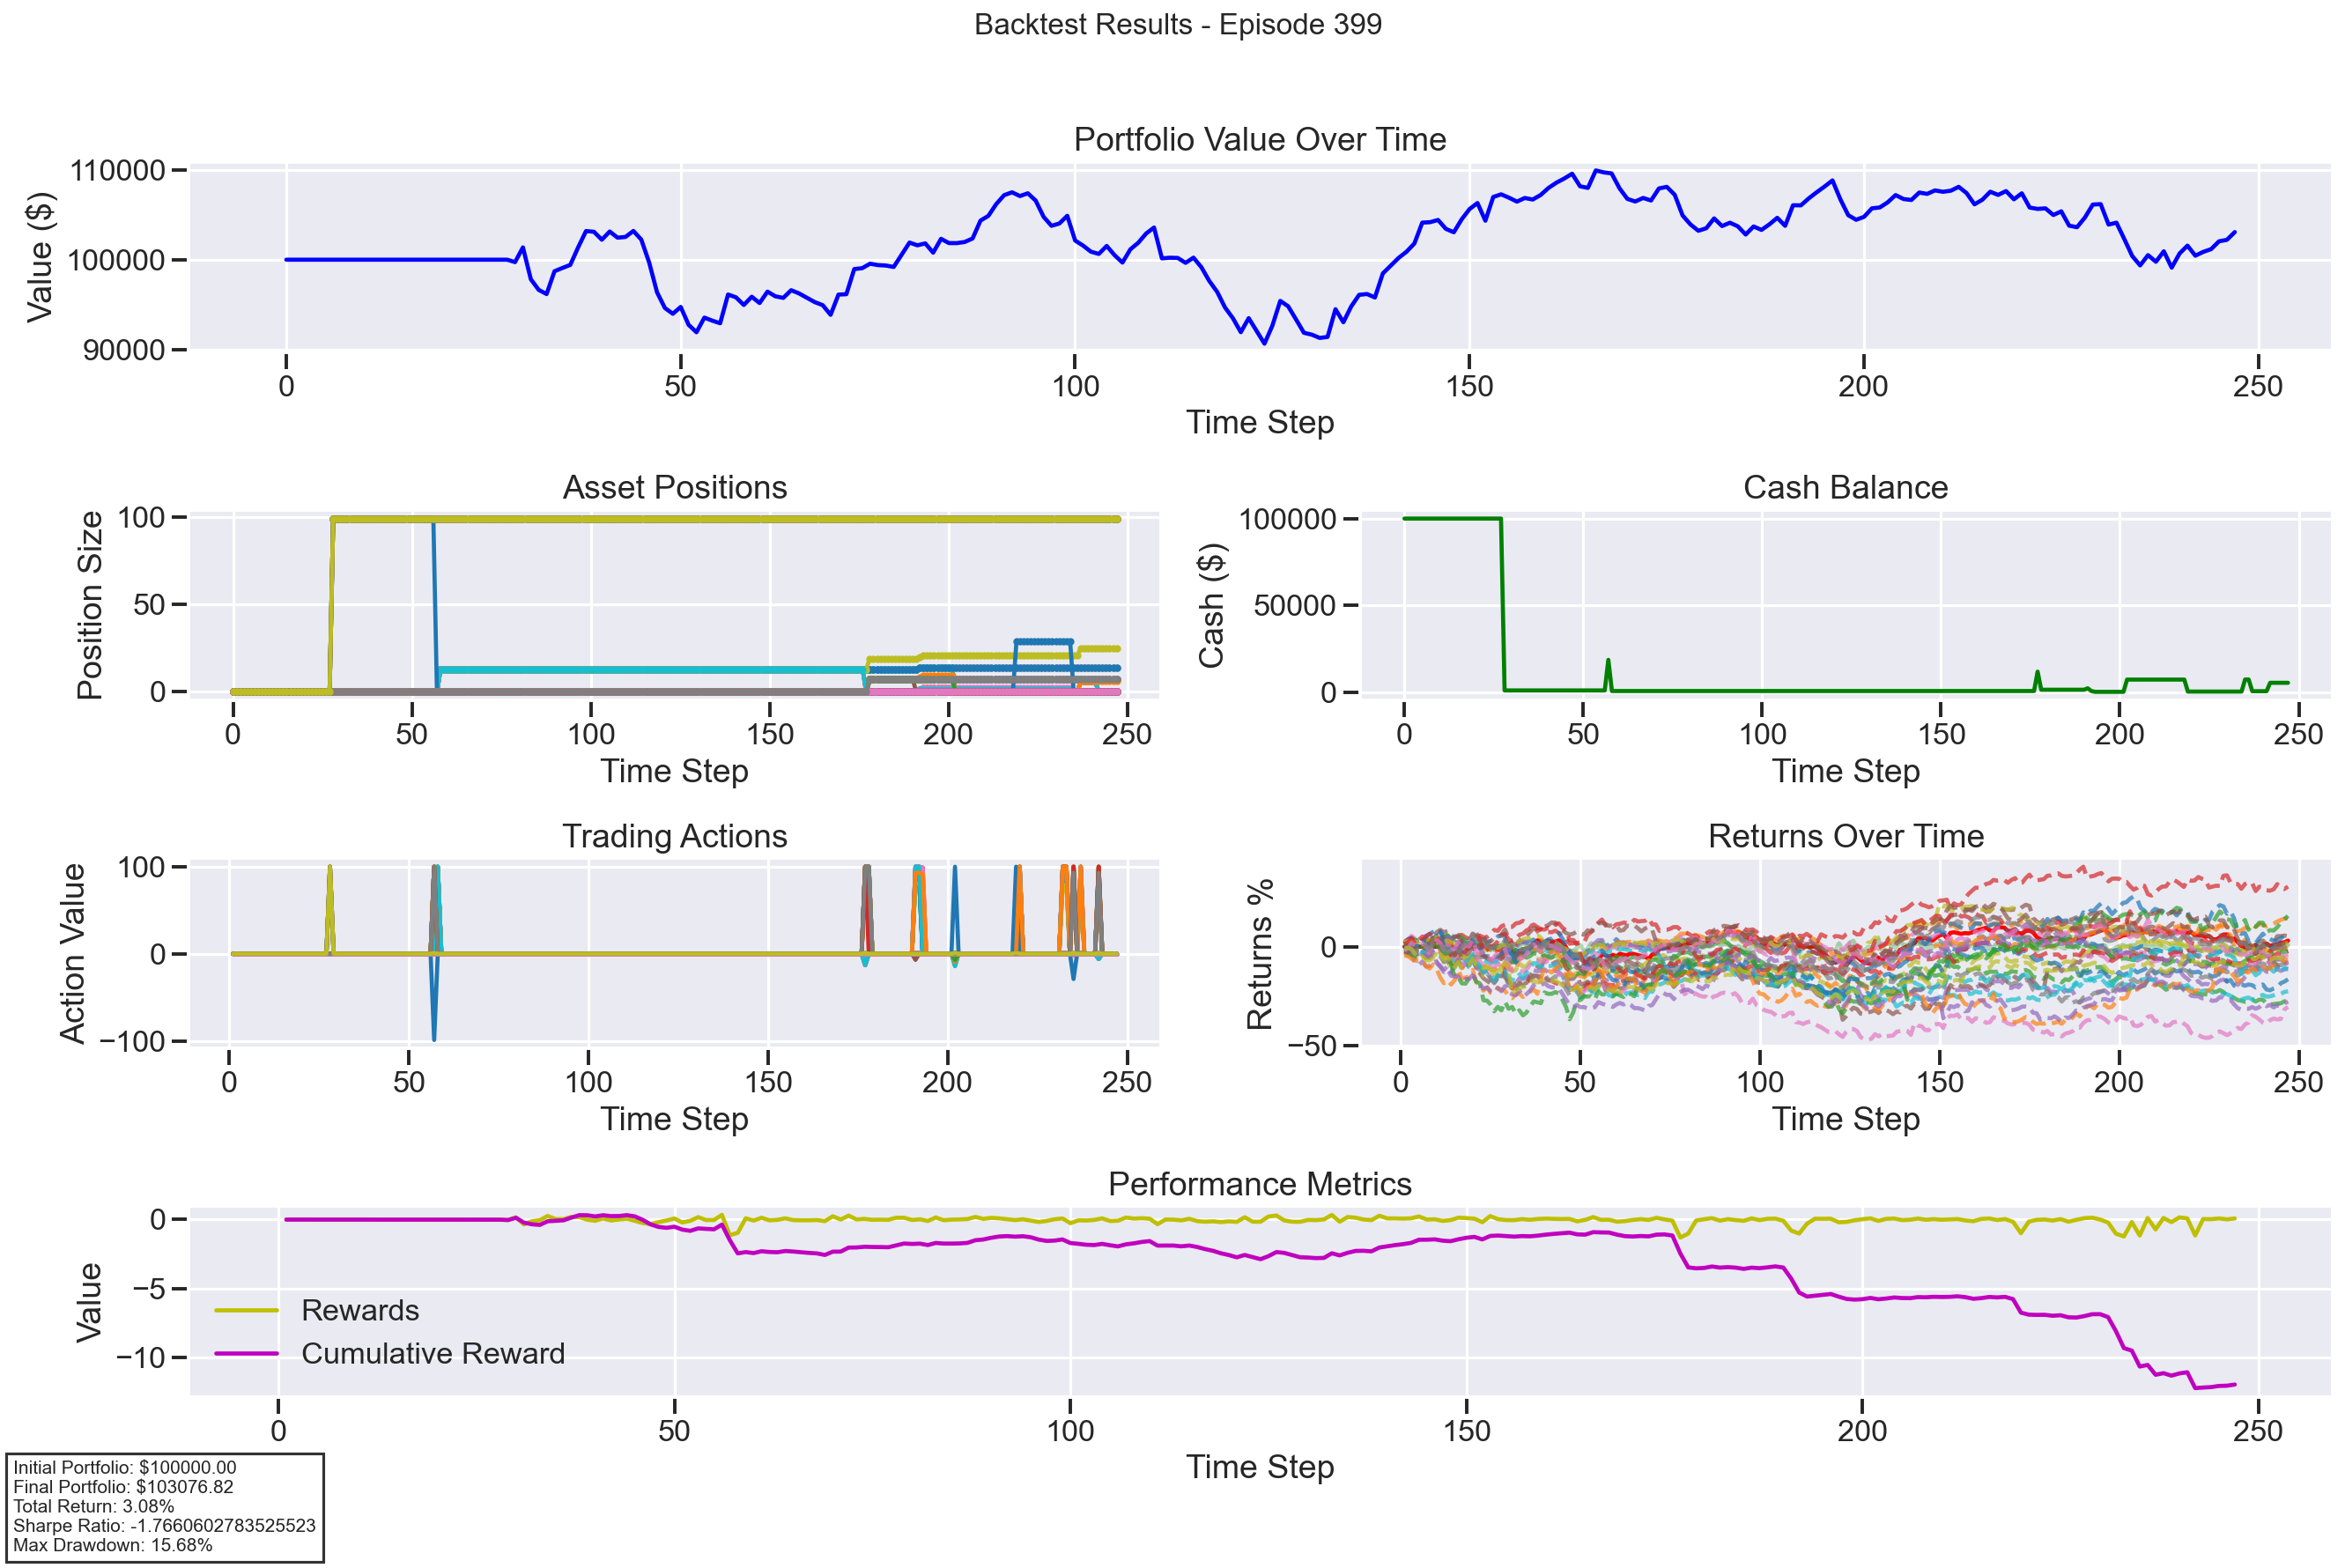 Backtest Results - Episode 399
Portfolio Value Over Time
Value ($)
110000
100000
90000
0 50 100 150 200 250
Time Step
Asset Positions
Position Size
100
50
0
0 50 100 150 200 250
Time Step
Cash Balance
Cash ($)
100000
50000
0
0 50 100 150 200 250
Time Step
Trading Actions
Action Value
100
0
−100
0 50 100 150 200 250
Time Step
Returns Over Time
Returns %
0
−50
0 50 100 150 200 250
Time Step
Performance Metrics
Value
0
−5
−10
Rewards
Cumulative Reward
0 50 100 150 200 250
Time Step
Initial Portfolio: $100000.00
Final Portfolio: $103076.82
Total Return: 3.08%
Sharpe Ratio: -1.7660602783525523
Max Drawdown: 15.68%